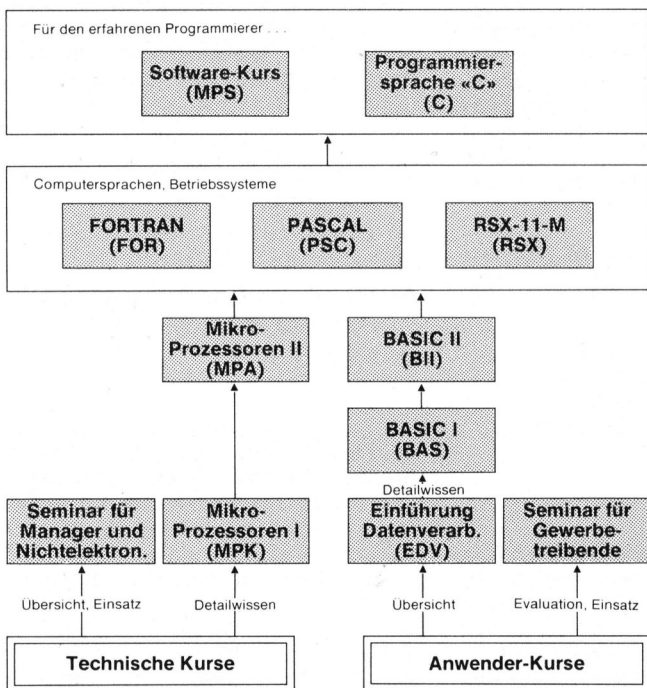 Für den erfahrenen Programmierer . . .
Software-Kurs
(MPS)
Programmier-
sprache «C»
(C)
Computersprachen, Betriebssysteme
FORTRAN
(FOR)
PASCAL
(PSC)
RSX-11-M
(RSX)
Mikro-
Prozessoren II
(MPA)
BASIC II
(BII)
BASIC I
(BAS)
Detailwissen
Seminar für
Manager und
Nichtelektron.
Mikro-
Prozessoren I
(MPK)
Einführung
Datenverarb.
(EDV)
Seminar für
Gewerbe-
treibende
Übersicht, Einsatz
Detailwissen
Übersicht
Evaluation, Einsatz
Technische Kurse
Anwender-Kurse